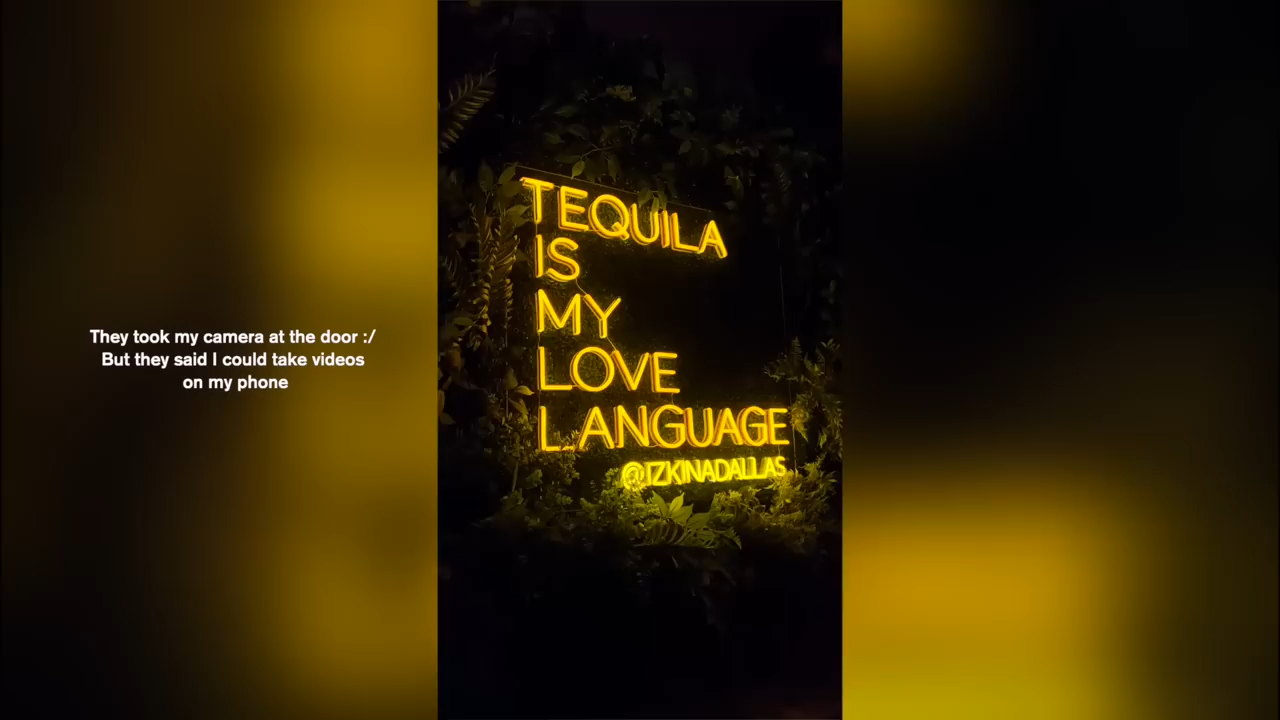 They took my camera at the door :/
But they said I could take videos
on my phone
TEQUILA
IS
MY
LOVE
LANGUAGE
@IZKINADALLAS